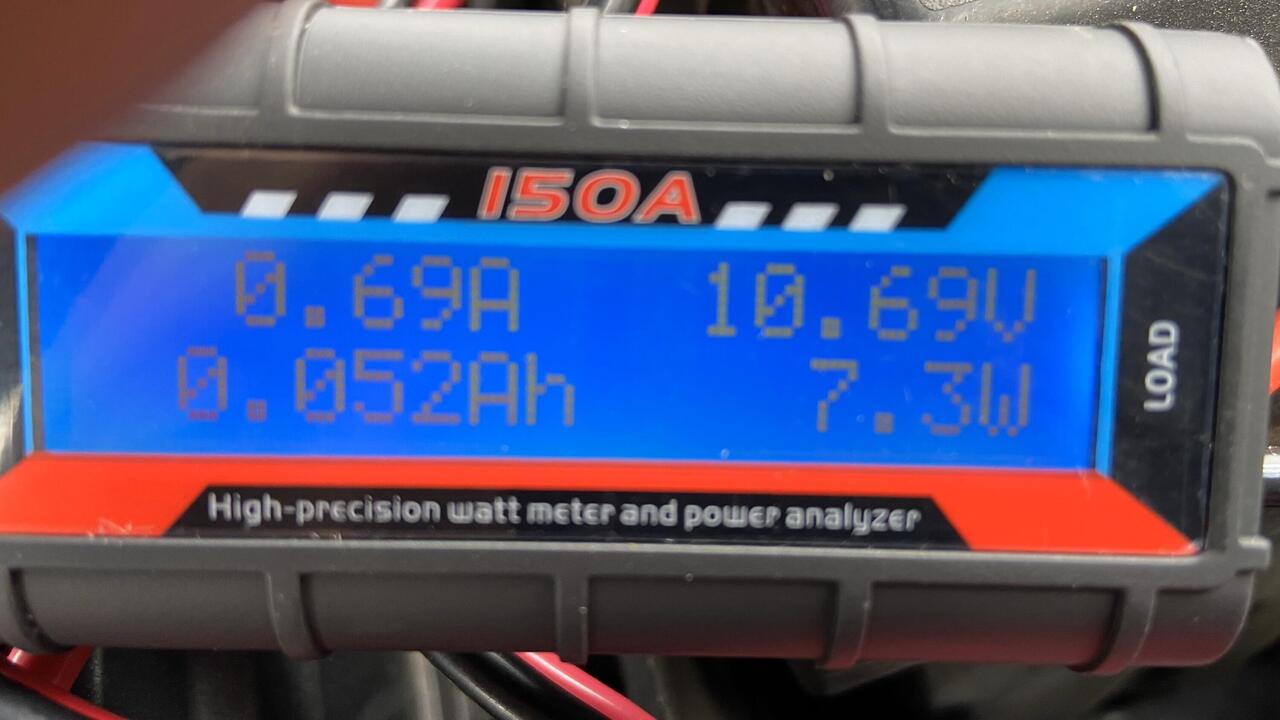 150A
0.69A 10.69V
0.052Ah 7.3W
LOAD
High-precision watt meter and power analyzer